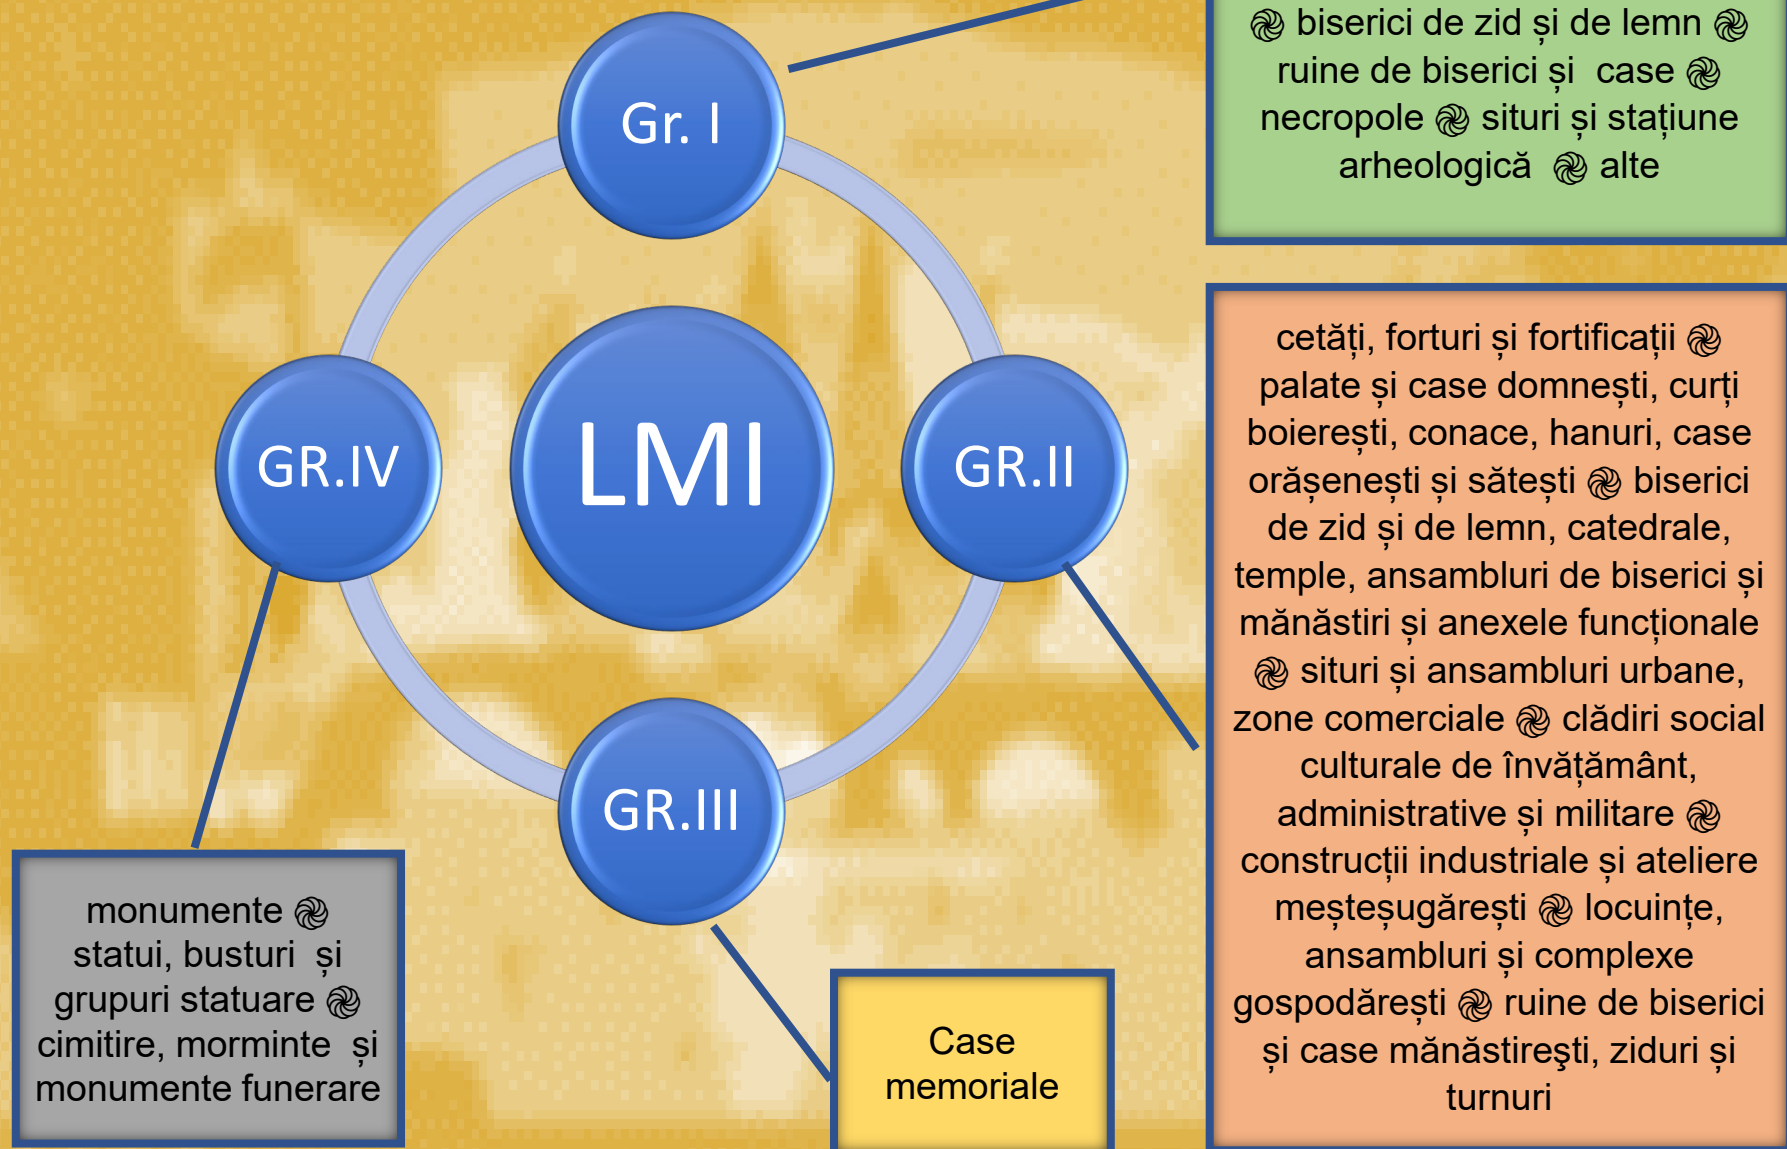 ֎ biserici de zid și de lemn ֎
ruine de biserici și case ֎
necropole ֎ situri și stațiune
arheologică ֎ alte
Gr. I
GR.IV
LMI
GR.II
GR.III
cetăți, forturi și fortificații ֎
palate și case domnești, curți
boierești, conace, hanuri, case
orășenești și sătești ֎ biserici
de zid și de lemn, catedrale,
temple, ansambluri de biserici și
mănăstiri și anexele funcționale
֎ situri și ansambluri urbane,
zone comerciale ֎ clădiri social
culturale de învățământ,
administrative și militare ֎
construcții industriale și ateliere
meșteșugărești ֎ locuințe,
ansambluri și complexe
gospodărești ֎ ruine de biserici
și case mănăstireşti, ziduri și
turnuri
monumente ֎
statui, busturi și
grupuri statuare ֎
cimitire, morminte și
monumente funerare
Case
memoriale